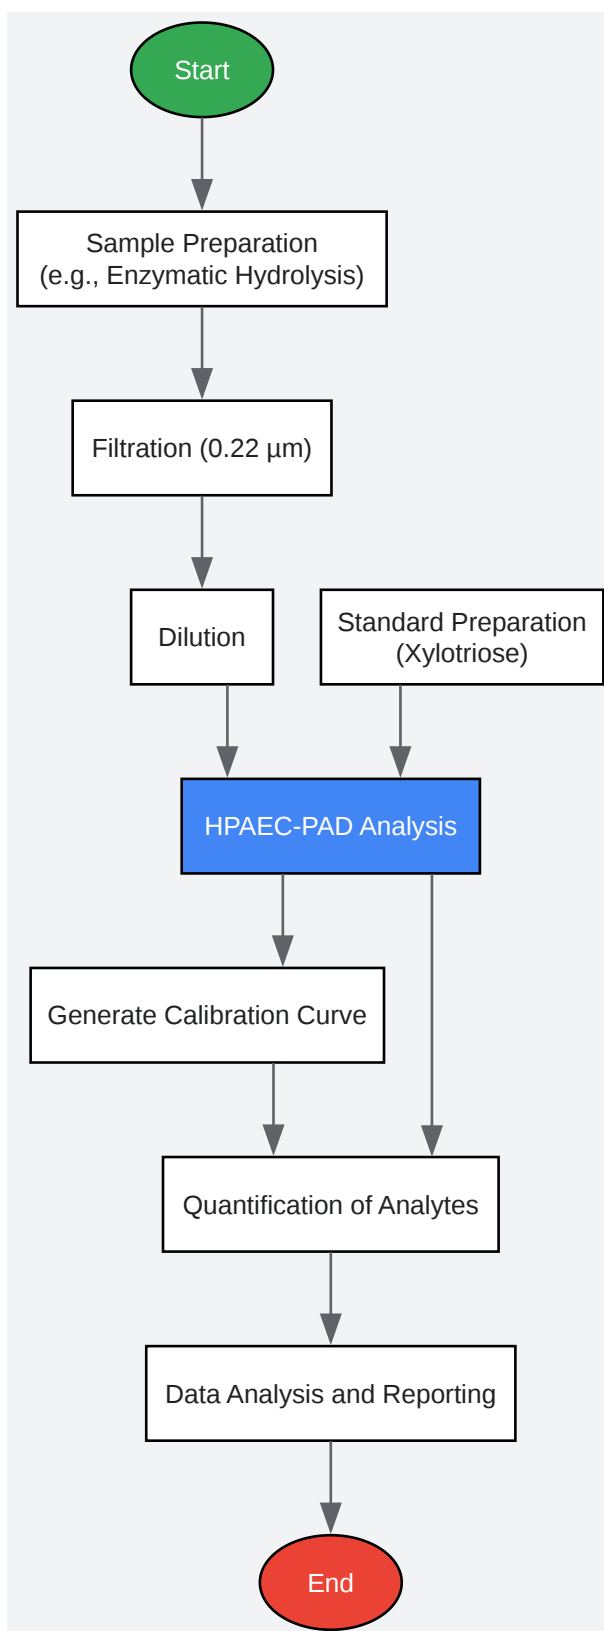 Start
Sample Preparation
(e.g., Enzymatic Hydrolysis)
Filtration (0.22 µm)
Dilution
Standard Preparation
(Xylotriose)
HPAEC-PAD Analysis
Generate Calibration Curve
Quantification of Analytes
Data Analysis and Reporting
End